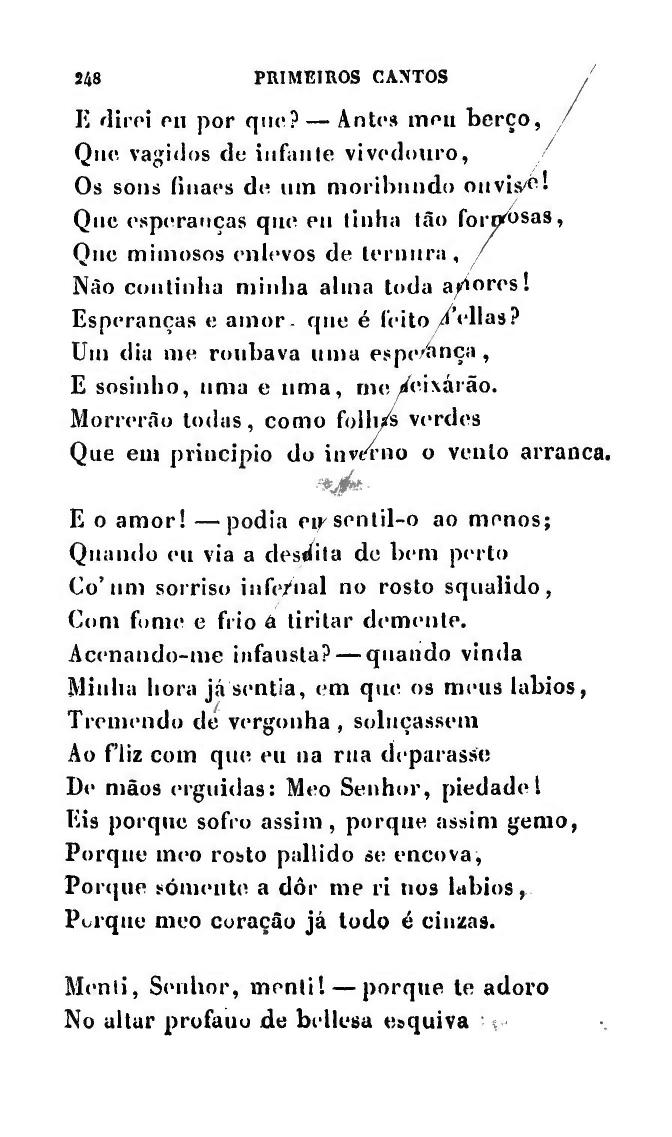 248 PRIMEIROS CANTOS
E direi eu por que? — Antes meu berço,
Que vagidos de infante vivedouro,
Os sons finaes de um moribundo ouvisse!
Que esperanças que eu tinha tão formosas,
Que mimosos enlevos de ternura,
Não continha minha alma toda amores!
Esperanças e amor. que é feito d'ellas?
Um dia me roubava uma esperança,
E sosinho, uma e uma, me deixárão.
Morrerão todas, como folhas verdes
Que em principio do inverno o vento arranca.
E o amor! — podia eu sentil-o ao menos;
Quando eu via a desdita de bem perto
Co' um sorriso infernal no rosto squalido,
Com fome e frio a tiritar demente.
Acenando-me infausta? — quando vinda
Minha hora já sentia, em que os meus labios,
Tremendo de vergonha, soluçassem
Ao f'liz com que eu na rua deparasse
De mãos erguidas: Meo Senhor, piedade!
Eis porque sofro assim, porque assim gemo,
Porque meo rosto pallido se encova,
Porque sómente a dôr me ri nos labios,
Porque meo coração já todo é cinzas.
Menti, Senhor, menti! — porque te adoro
No altar profano de bellesa esquiva